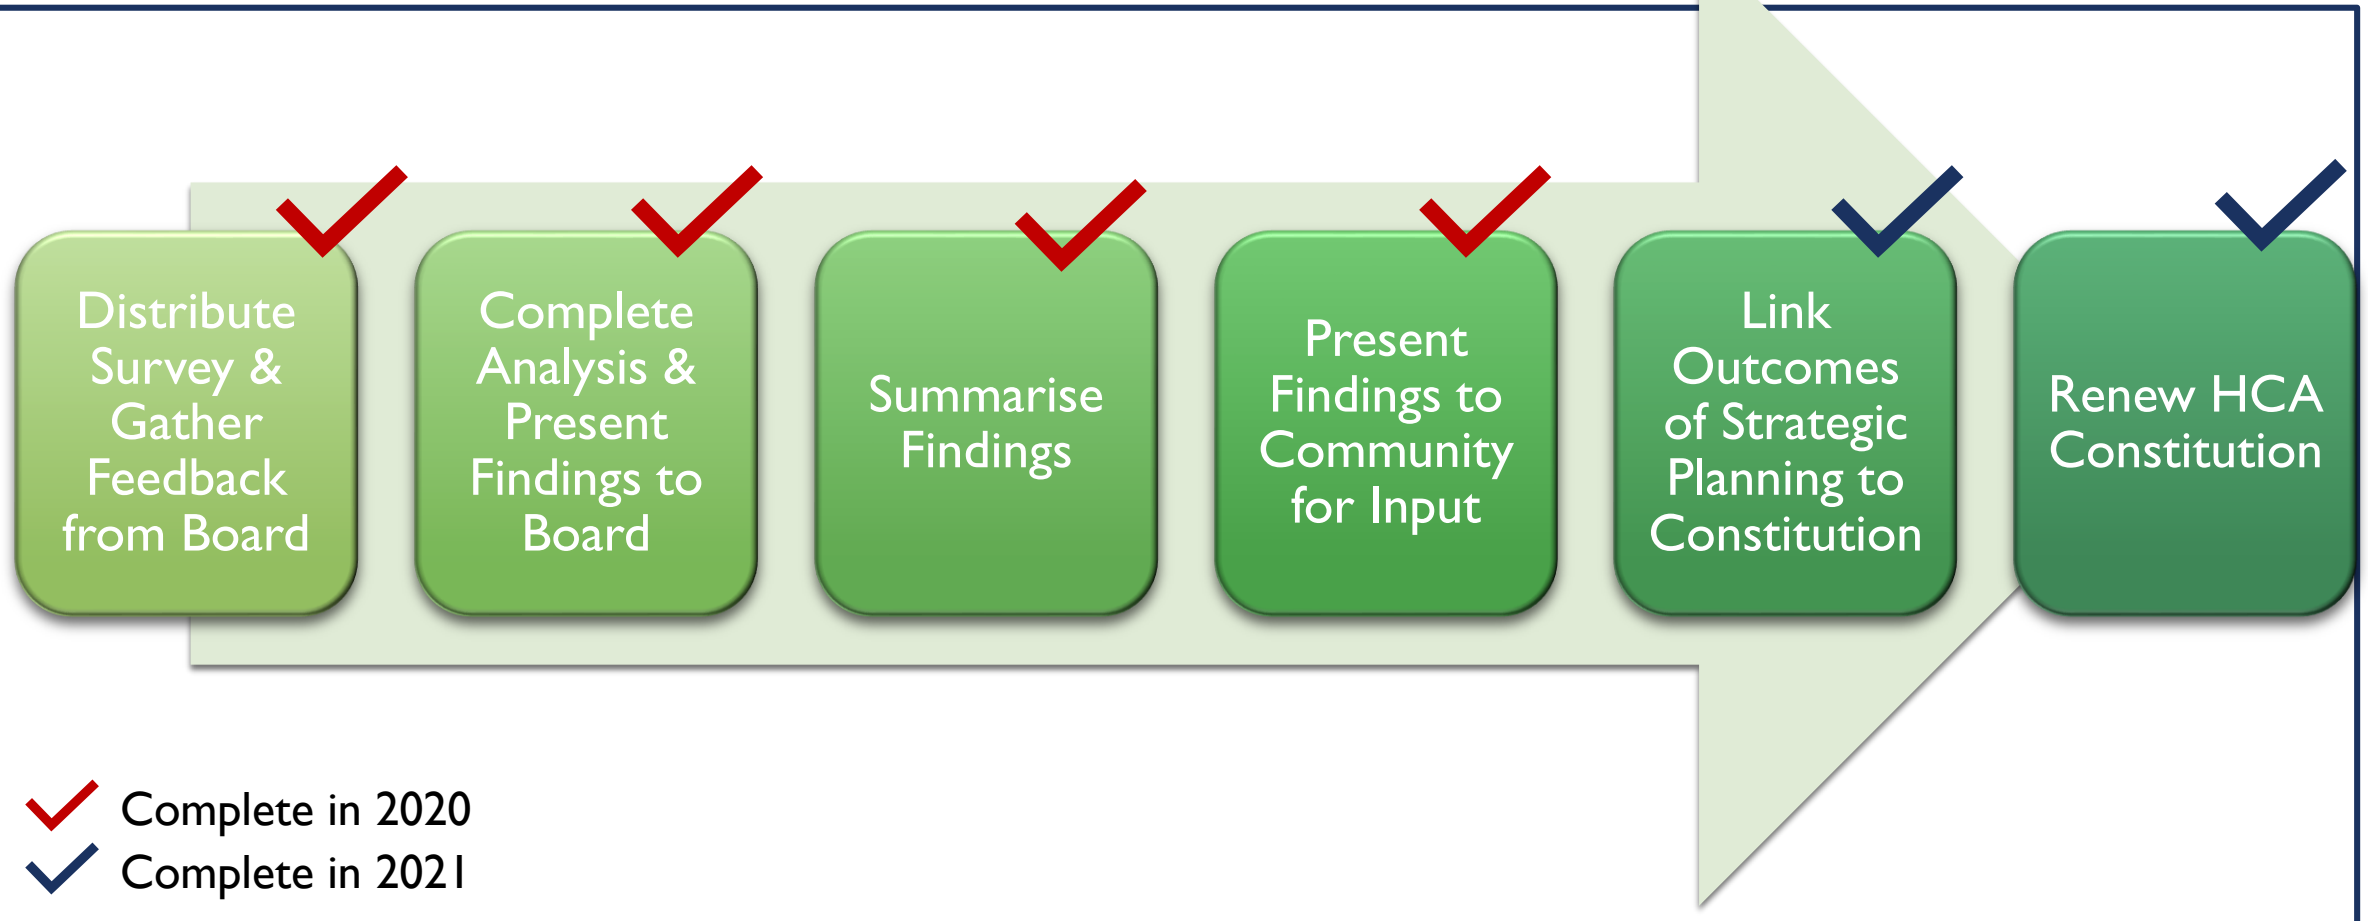 Distribute
Survey &
Gather
Feedback
from Board
Complete
Analysis &
Present
Findings to
Board
Summarise
Findings
Present
Findings to
Community
for Input
Link
Outcomes
of Strategic
Planning to
Constitution
Renew HCA
Constitution
Complete in 2020
Complete in 2021